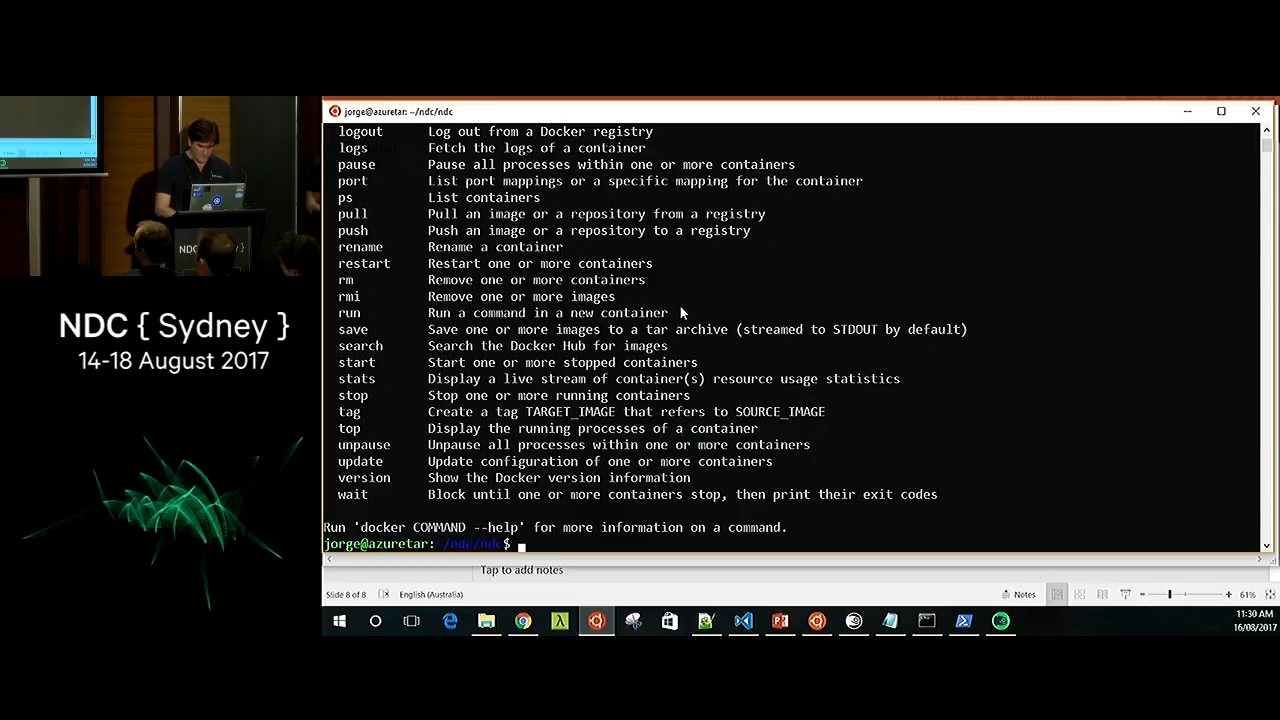 NDC { Sydney }
14-18 August 2017
NDC
jorge@azuretar: ~/ndc/ndc
logout Log out from a Docker registry
logs Fetch the logs of a container
pause Pause all processes within one or more containers
port List port mappings or a specific mapping for the container
ps List containers
pull Pull an image or a repository from a registry
push Push an image or a repository to a registry
rename Rename a container
restart Restart one or more containers
rm Remove one or more containers
rmi Remove one or more images
run Run a command in a new container
save Save one or more images to a tar archive (streamed to STDOUT by default)
search Search the Docker Hub for images
start Start one or more stopped containers
stats Display a live stream of container(s) resource usage statistics
stop Stop one or more running containers
tag Create a tag TARGET_IMAGE that refers to SOURCE_IMAGE
top Display the running processes of a container
unpause Unpause all processes within one or more containers
update Update configuration of one or more containers
version Show the Docker version information
wait Block until one or more containers stop, then print their exit codes
Run 'docker COMMAND --help' for more information on a command.
jorge@azuretar:~/ndc/ndc$
Tap to add notes
Slide 8 of 8 English (Australia) Notes 61%
11:30 AM
16/08/2017